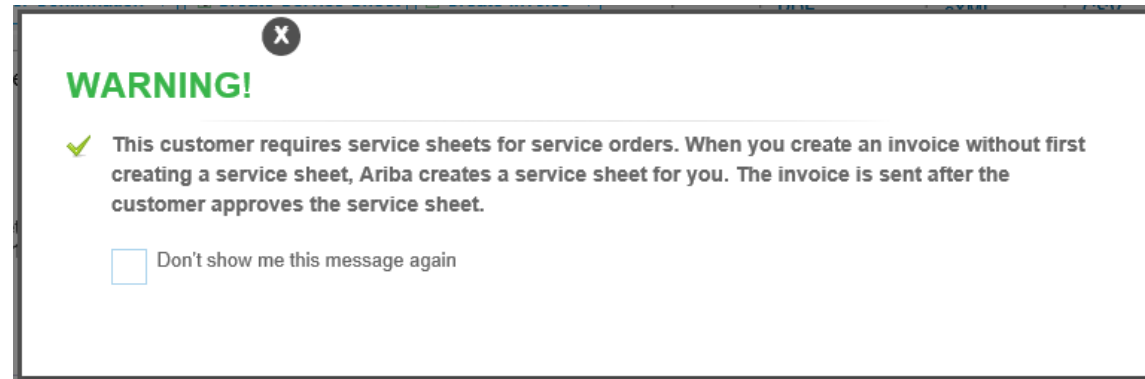 X
WARNING!
This customer requires service sheets for service orders. When you create an invoice without first
creating a service sheet, Ariba creates a service sheet for you. The invoice is sent after the
customer approves the service sheet.
Don't show me this message again